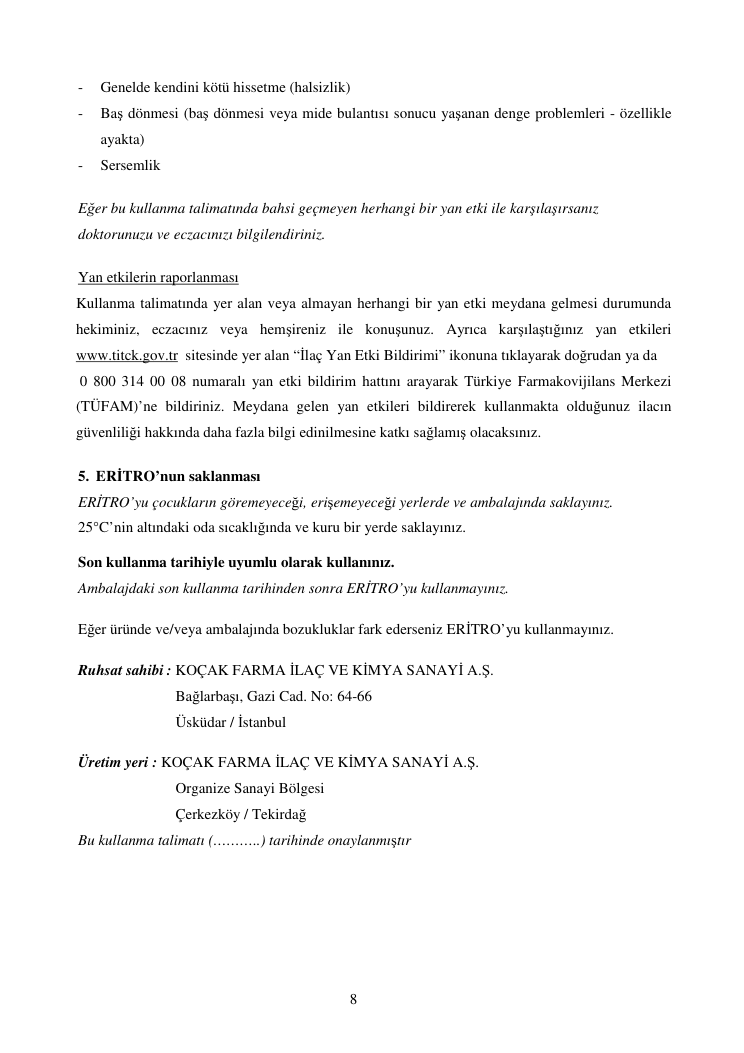 - Genelde kendini kötü hissetme (halsizlik)
- Baş dönmesi (baş dönmesi veya mide bulantısı sonucu yaşanan denge problemleri - özellikle
ayakta)
- Sersemlik
Eğer bu kullanma talimatında bahsi geçmeyen herhangi bir yan etki ile karşılaşırsanız
doktorunuzu ve eczacınızı bilgilendiriniz.
Yan etkilerin raporlanması
Kullanma talimatında yer alan veya almayan herhangi bir yan etki meydana gelmesi durumunda
hekiminiz, eczacınız veya hemşireniz ile konuşunuz. Ayrıca karşılaştığınız yan etkileri
www.titck.gov.tr sitesinde yer alan “İlaç Yan Etki Bildirimi” ikonuna tıklayarak doğrudan ya da
0 800 314 00 08 numaralı yan etki bildirim hattını arayarak Türkiye Farmakovijilans Merkezi
(TÜFAM)’ne bildiriniz. Meydana gelen yan etkileri bildirerek kullanmakta olduğunuz ilacın
güvenliliği hakkında daha fazla bilgi edinilmesine katkı sağlamış olacaksınız.
5. ERİTRO’nun saklanması
ERİTRO’yu çocukların göremeyeceği, erişemeyeceği yerlerde ve ambalajında saklayınız.
25°C’nin altındaki oda sıcaklığında ve kuru bir yerde saklayınız.
Son kullanma tarihiyle uyumlu olarak kullanınız.
Ambalajdaki son kullanma tarihinden sonra ERİTRO’yu kullanmayınız.
Eğer üründe ve/veya ambalajında bozukluklar fark ederseniz ERİTRO’yu kullanmayınız.
Ruhsat sahibi : KOÇAK FARMA İLAÇ VE KİMYA SANAYİ A.Ş.
Bağlarbaşı, Gazi Cad. No: 64-66
Üsküdar / İstanbul
Üretim yeri : KOÇAK FARMA İLAÇ VE KİMYA SANAYİ A.Ş.
Organize Sanayi Bölgesi
Çerkezköy / Tekirdağ
Bu kullanma talimatı (………..) tarihinde onaylanmıştır
8